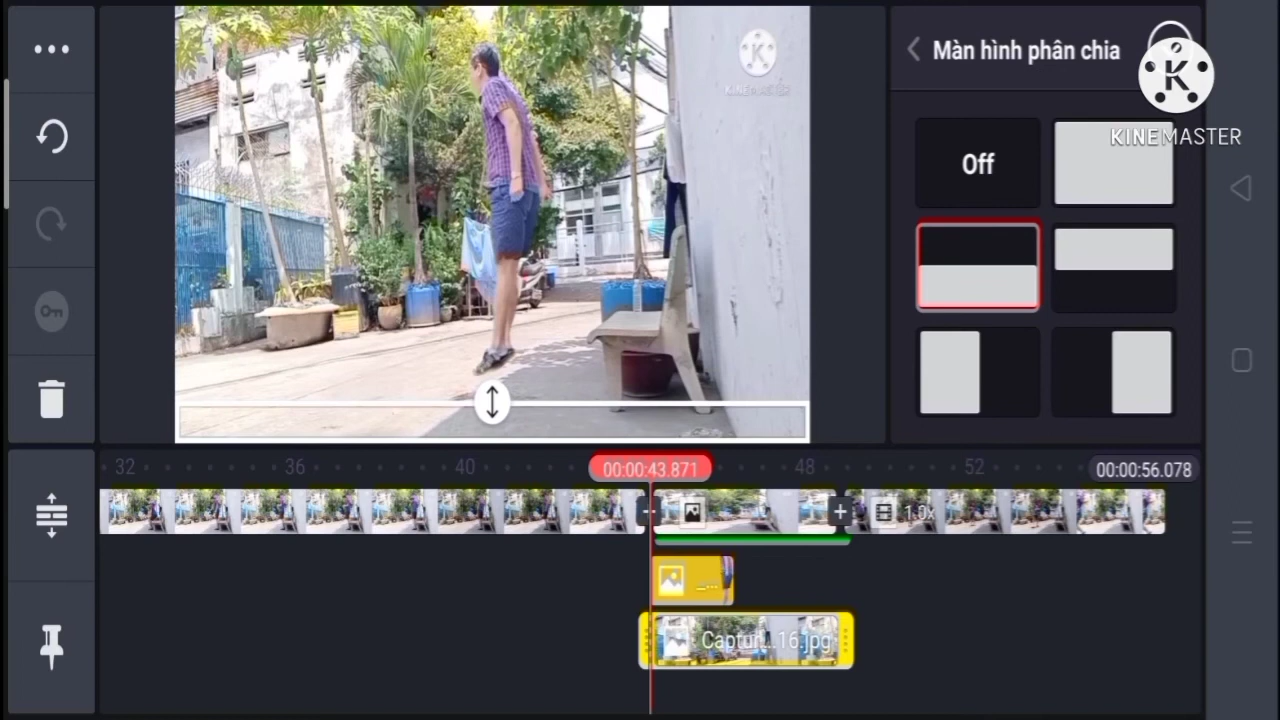 Màn hình phân chia
K
KINEMASTER
K
KINEMASTER
Off
32
36
40
00:00:43.871
48
52
00:00:56.078
1.0x
_...
Captur...16.jpg